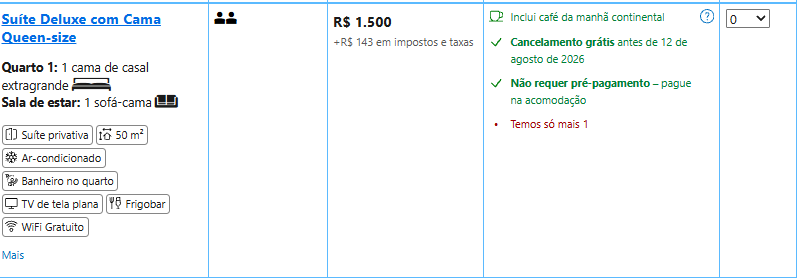 Suíte Deluxe com Cama
Queen-size
Quarto 1: 1 cama de casal
extragrande
Sala de estar: 1 sofá-cama
Suíte privativa
50 m²
Ar-condicionado
Banheiro no quarto
TV de tela plana
Frigobar
WiFi Gratuito
Mais
R$ 1.500
+R$ 143 em impostos e taxas
Inclui café da manhã continental
?
Cancelamento grátis antes de 12 de
agosto de 2026
Não requer pré-pagamento – pague
na acomodação
• Temos só mais 1
0